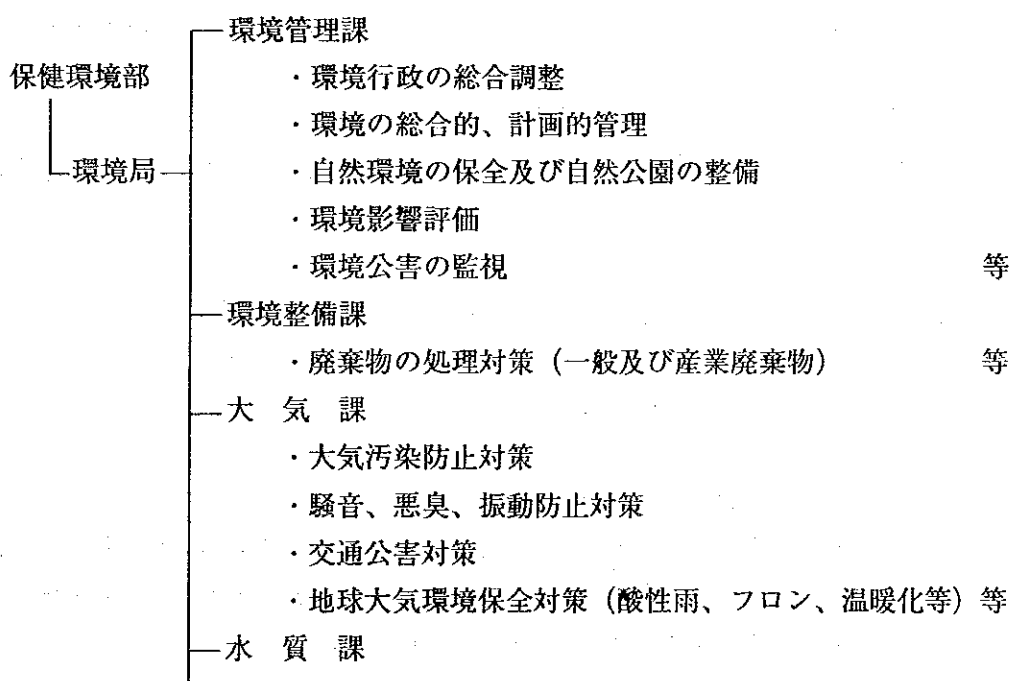 環境管理課
保健環境部
・環境行政の総合調整
・環境の総合的、計画的管理
環境局
・自然環境の保全及び自然公園の整備
・環境影響評価
・環境公害の監視 等
環境整備課
・廃棄物の処理対策（一般及び産業廃棄物） 等
大 気 課
・大気汚染防止対策
・騒音、悪臭、振動防止対策
・交通公害対策
・地球大気環境保全対策（酸性雨、フロン、温暖化等）等
水 質 課